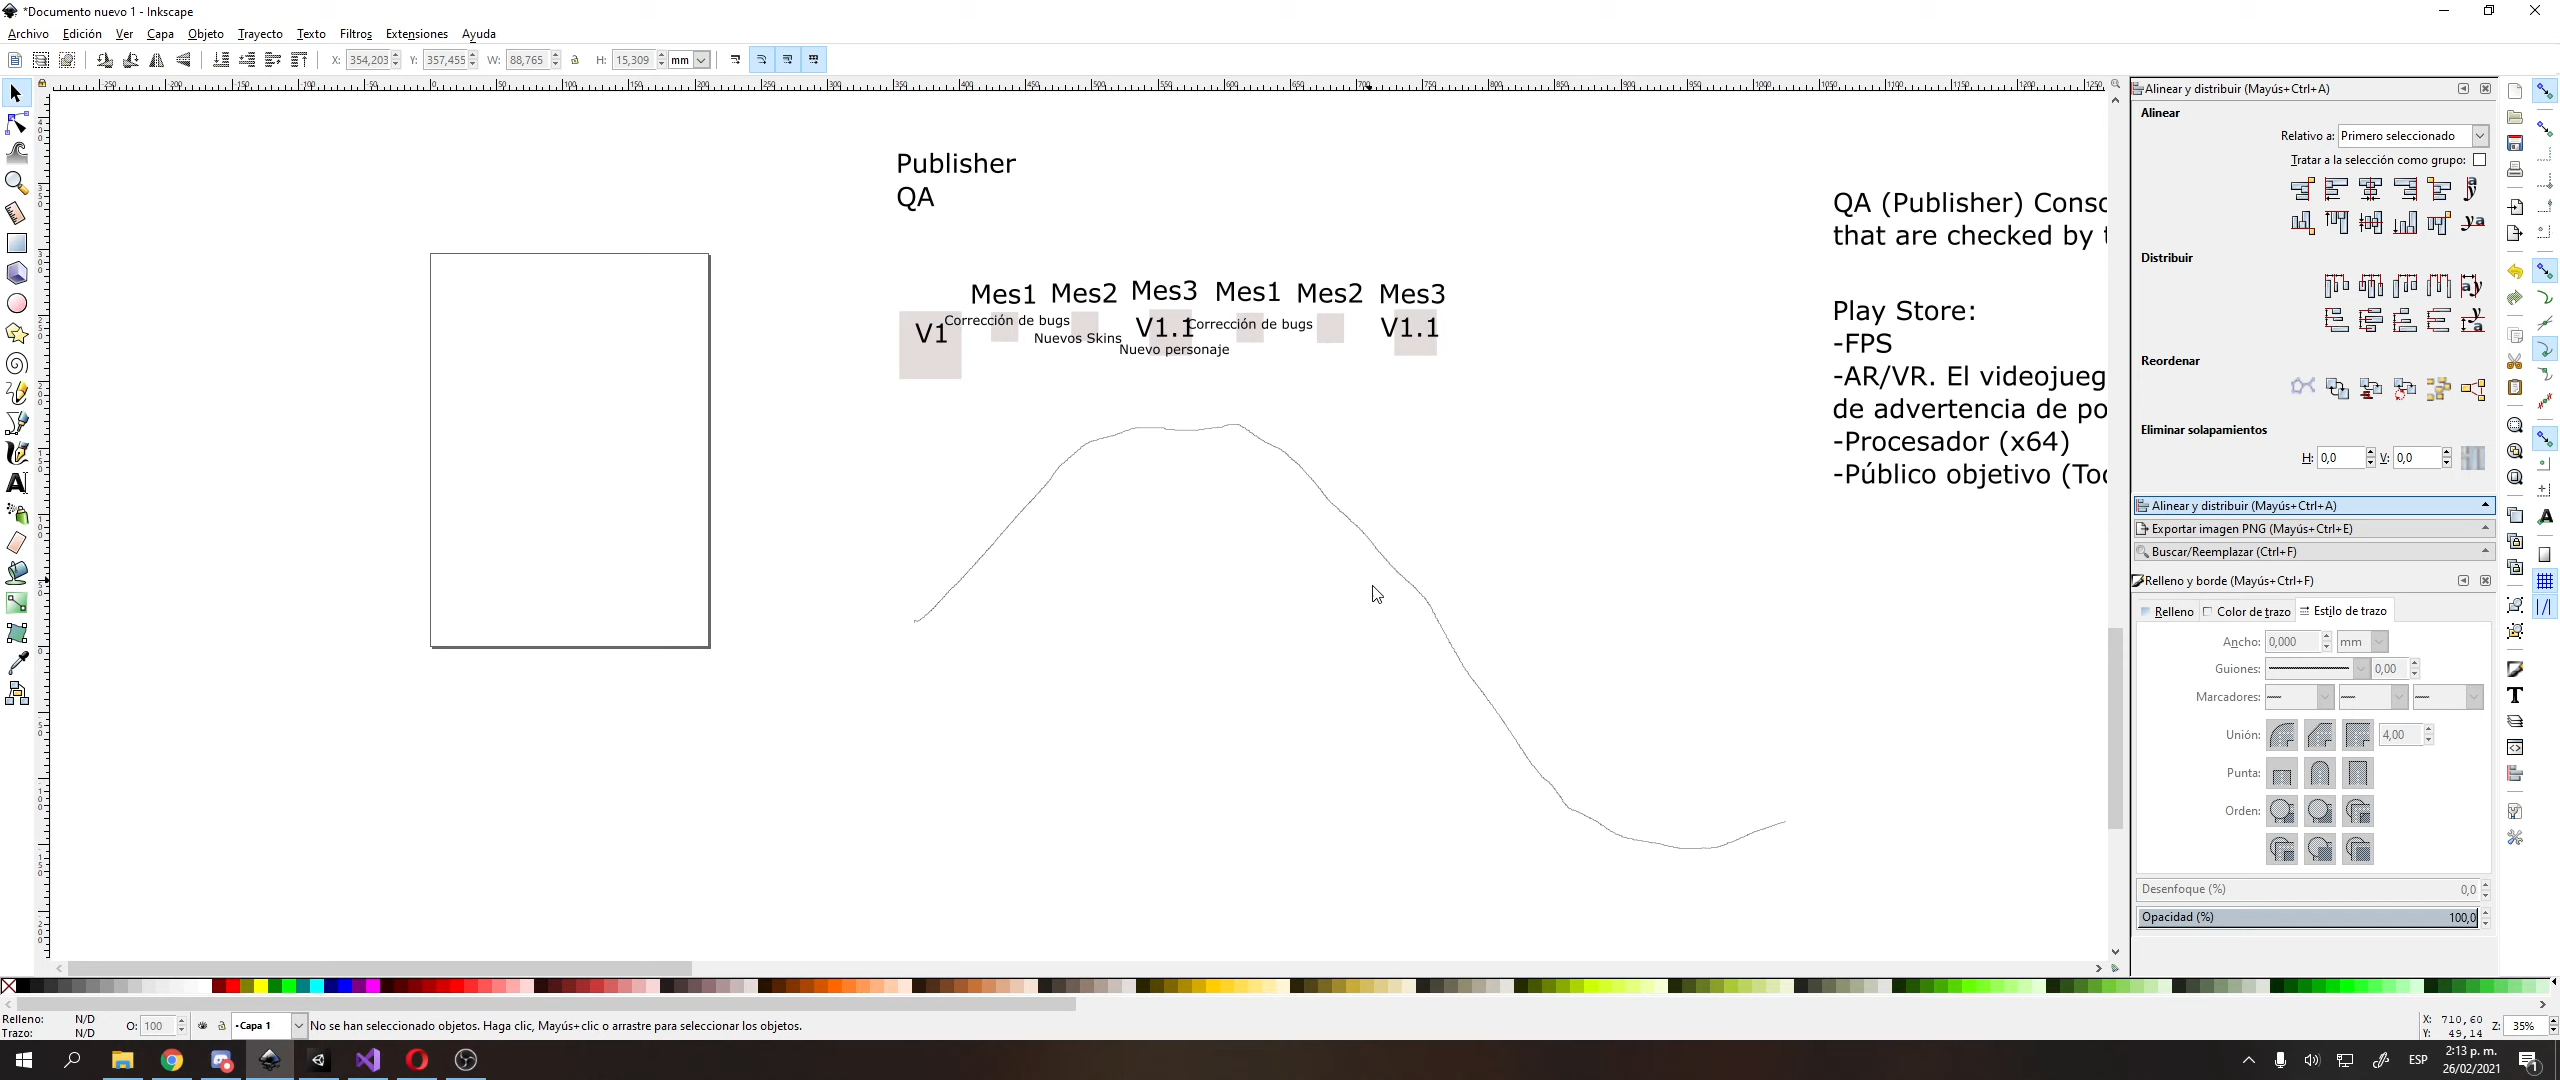 *Documento nuevo 1 - Inkscape
Archivo Edición Ver Capa Objeto Trayecto Texto Filtros Extensiones Ayuda
X: 354,203 Y: 357,455 W: 88,765 H: 15,309 mm
Publisher
QA
Mes1 Mes2 Mes3 Mes1 Mes2 Mes3
V1 Corrección de bugs V1.1 Corrección de bugs V1.1
Nuevos Skins
Nuevo personaje
QA (Publisher) Conso
that are checked by t
Play Store:
-FPS
-AR/VR. El videojueg
de advertencia de po
-Procesador (x64)
-Público objetivo (Too
Alinear y distribuir (Mayús+Ctrl+A)
Alinear
Relativo a: Primero seleccionado
Tratar a la selección como grupo:
Distribuir
Reordenar
Eliminar solapamientos
H: 0,0 V: 0,0
Alinear y distribuir (Mayús+Ctrl+A)
Exportar imagen PNG (Mayús+Ctrl+E)
Buscar/Reemplazar (Ctrl+F)
Relleno y borde (Mayús+Ctrl+F)
Relleno Color de trazo Estilo de trazo
Ancho: 0,000 mm
Guiones: 0,00
Marcadores:
Unión: 4,00
Punta:
Orden:
Desenfoque (%) 0,0
Opacidad (%) 100,0
Relleno: N/D
Trazo: N/D
O: 100 Capa 1 No se han seleccionado objetos. Haga clic, Mayús+clic o arrastre para seleccionar los objetos.
X: 710,60
Y: 49,14
Z: 35%
ESP
2:13 p. m.
26/02/2021